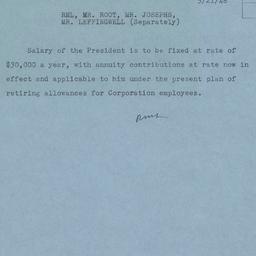 5/21/48
RML, MR. ROOT, MR. JOSEPHS,
MR. LEFFINGWELL (Separately)
Salary of the President is to be fixed at rate of
$30,000 a year, with annuity contributions at rate now in
effect and applicable to him under the present plan of
retiring allowances for Corporation employees.